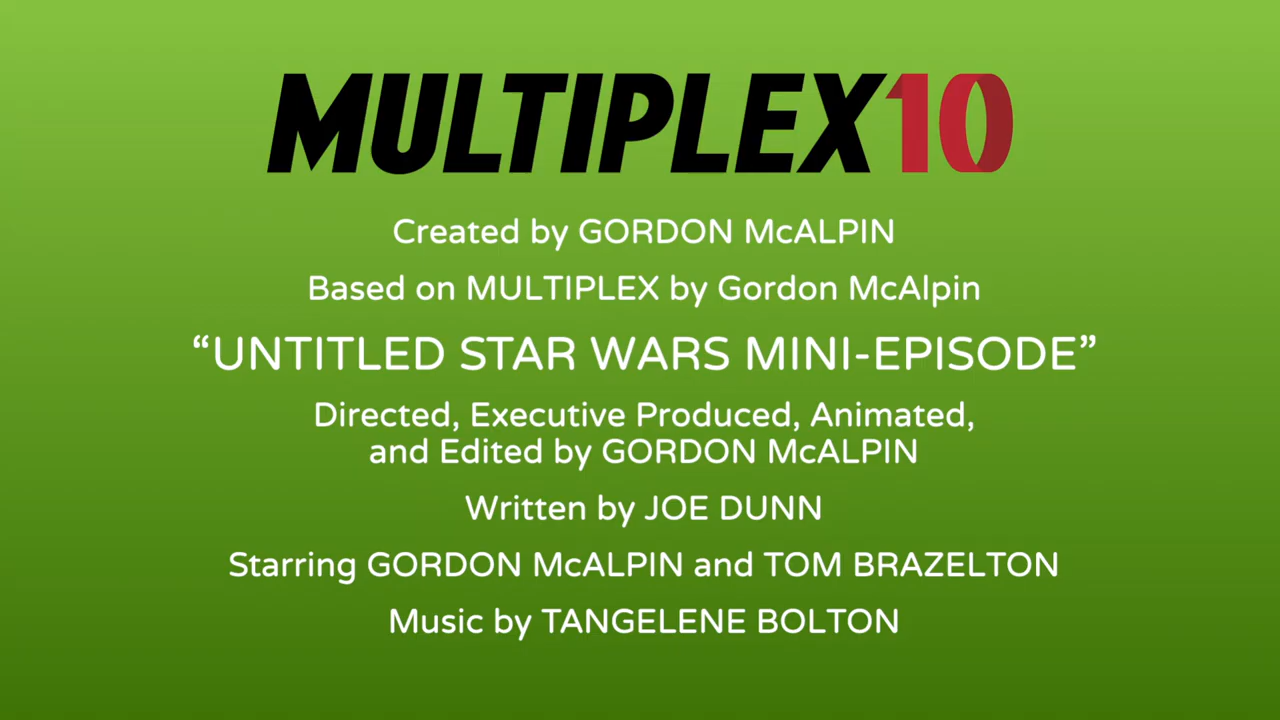 MULTIPLEX10
Created by GORDON McALPIN
Based on MULTIPLEX by Gordon McAlpin
“UNTITLED STAR WARS MINI-EPISODE”
Directed, Executive Produced, Animated,
and Edited by GORDON McALPIN
Written by JOE DUNN
Starring GORDON McALPIN and TOM BRAZELTON
Music by TANGELENE BOLTON